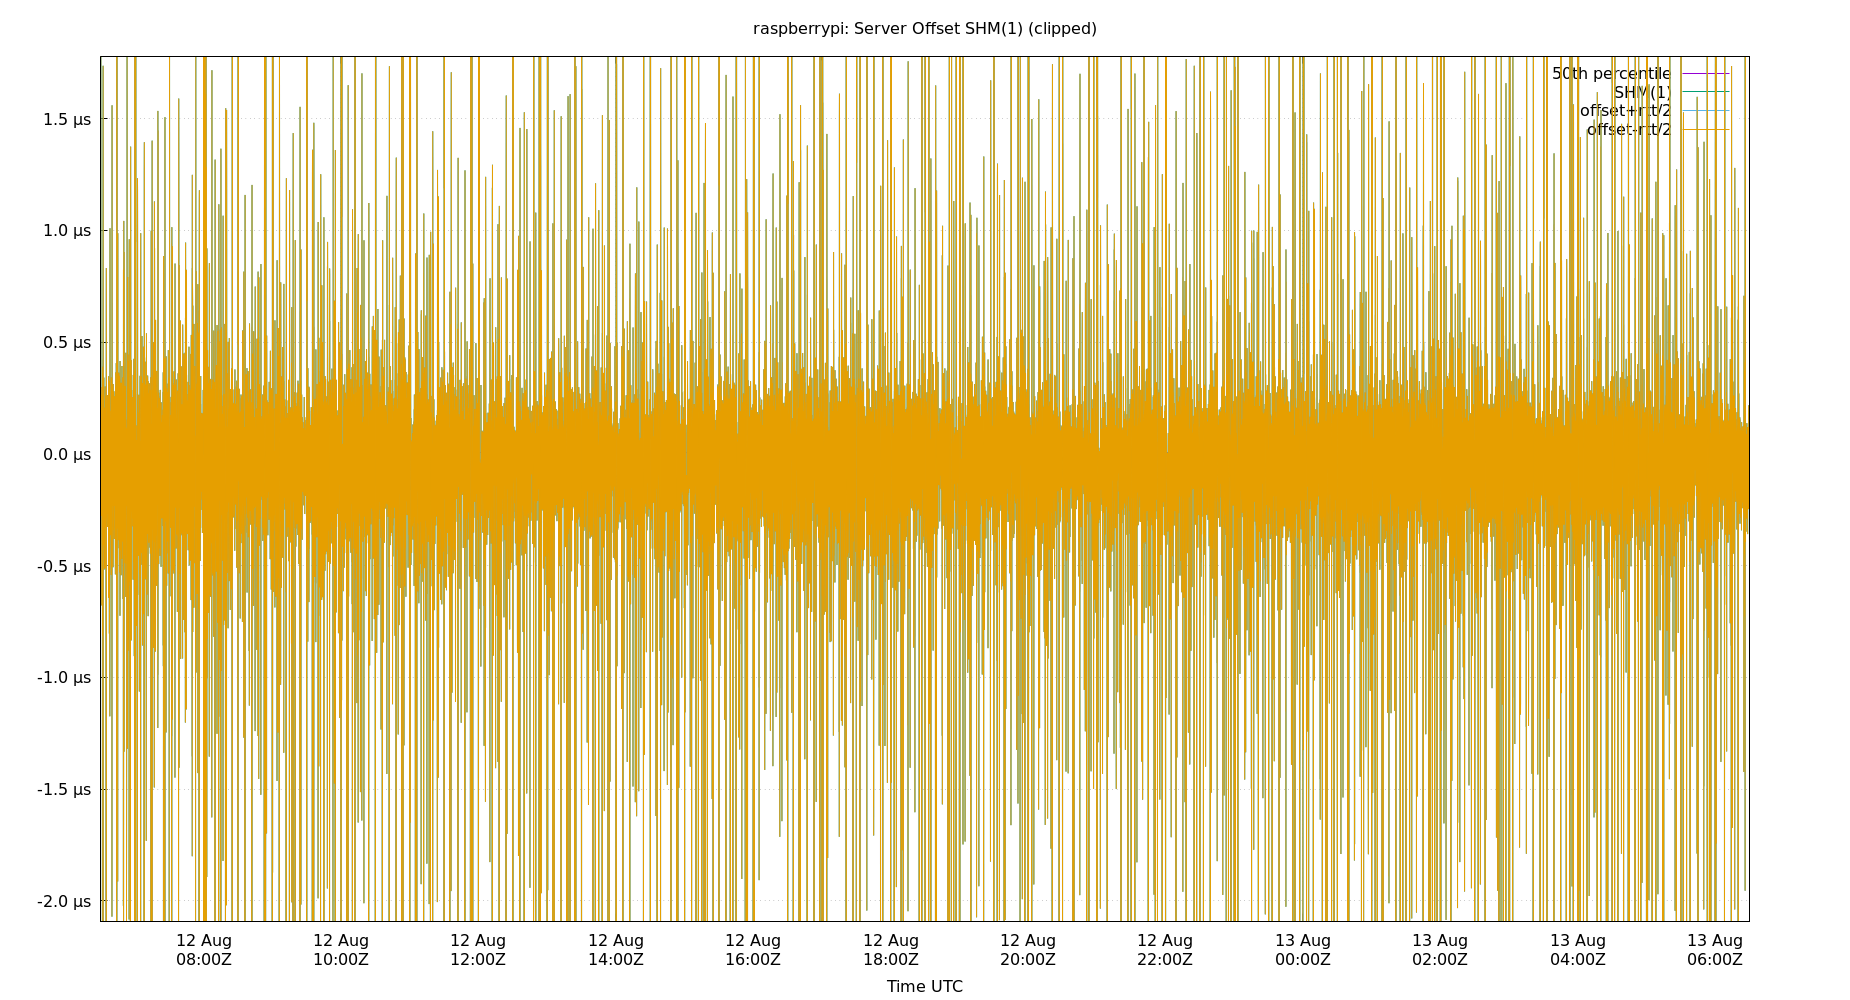 raspberrypi: Server Offset SHM(1) (clipped)
50th percentile
SHM(1)
offset+rtt/2
offset-rtt/2
1.5 µs
1.0 µs
0.5 µs
0.0 µs
-0.5 µs
-1.0 µs
-1.5 µs
-2.0 µs
12 Aug 12 Aug 12 Aug 12 Aug 12 Aug 12 Aug 12 Aug 12 Aug 13 Aug 13 Aug 13 Aug 13 Aug
08:00Z 10:00Z 12:00Z 14:00Z 16:00Z 18:00Z 20:00Z 22:00Z 00:00Z 02:00Z 04:00Z 06:00Z
Time UTC